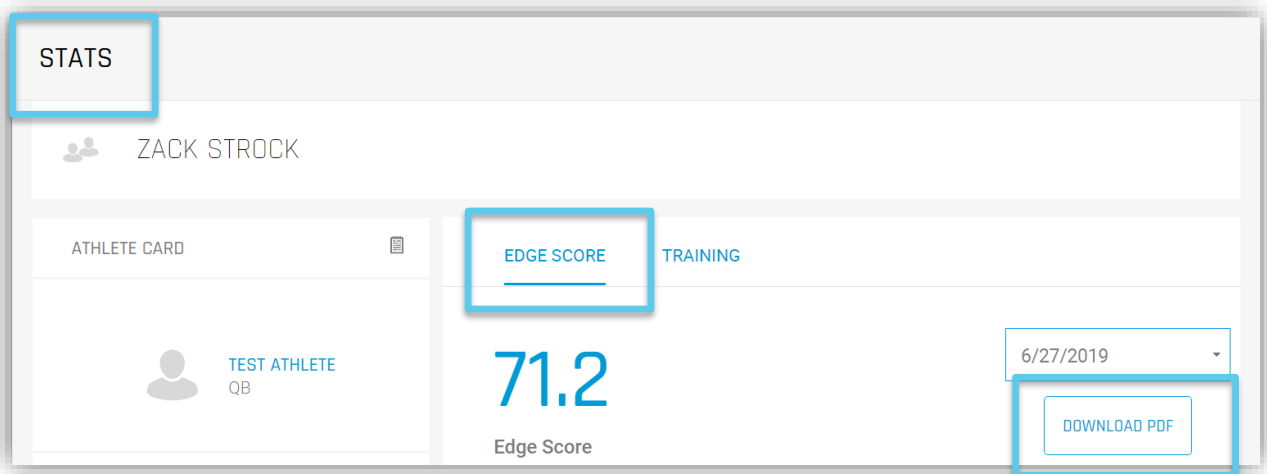 STATS
ZACK STROCK
ATHLETE CARD
EDGE SCORE
TRAINING
TEST ATHLETE
QB
71.2
Edge Score
6/27/2019
DOWNLOAD PDF